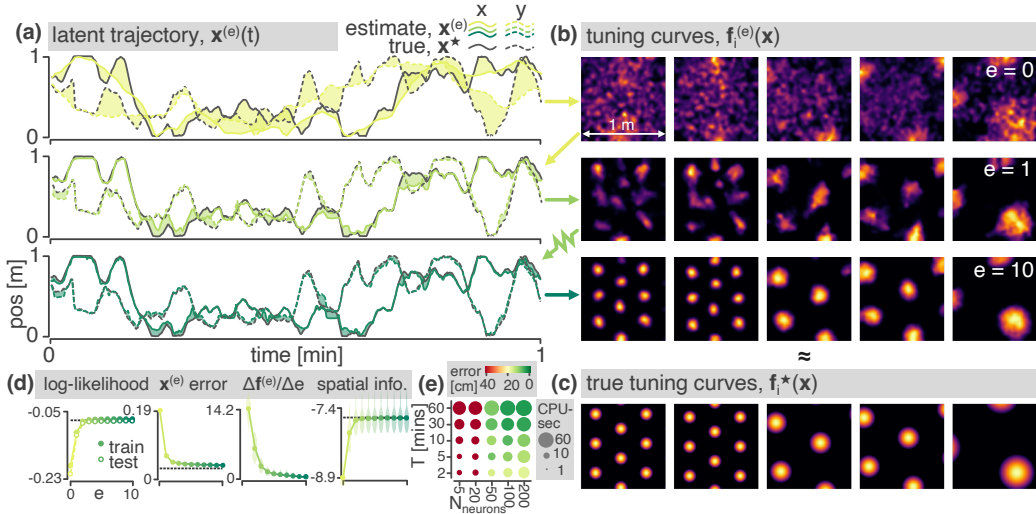 (a) latent trajectory, x(e)(t)
x y
estimate, x(e)
true, x★
(b) tuning curves, fi(e)(x)
1
0
pos [m]
1
0
pos [m]
1
0
pos [m]
0 time [min] 1
e = 0
1 m
e = 1
e = 10
≈
(c) true tuning curves, fi★(x)
(d) log-likelihood x(e) error Δf(e)/Δe spatial info.
-0.05
-0.23
train
test
0 e 10
0.19
0
14.2
0
-7.4
-8.9
(e) error [cm]
40 20 0
T [mins]
60
30
10
5
2
5 20 50 100 200
Nneurons
CPU-sec
60
10
1